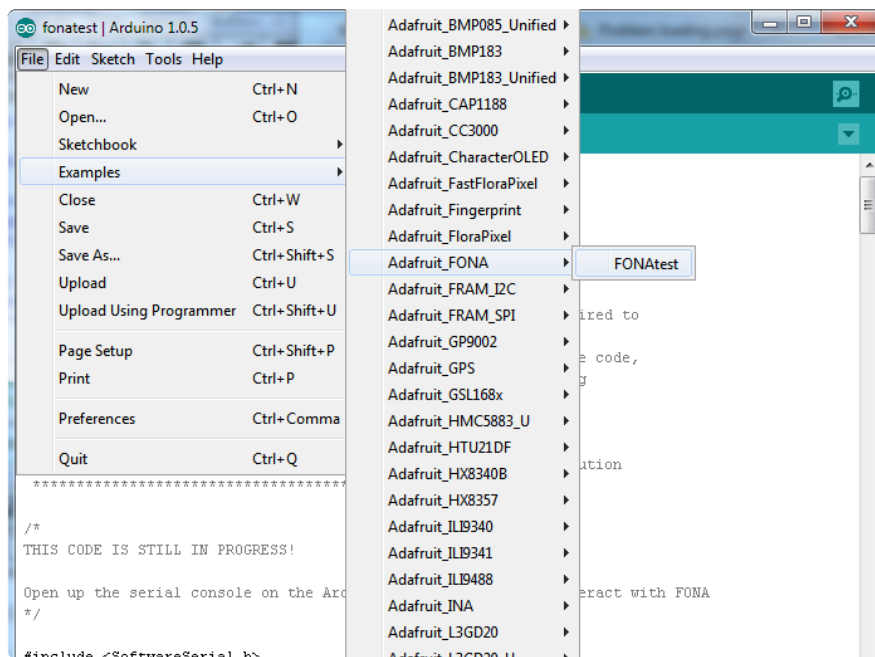 fonatest | Arduino 1.0.5
File Edit Sketch Tools Help
New Ctrl+N
Open... Ctrl+O
Sketchbook
Examples
Close Ctrl+W
Save Ctrl+S
Save As... Ctrl+Shift+S
Upload Ctrl+U
Upload Using Programmer Ctrl+Shift+U
Page Setup Ctrl+Shift+P
Print Ctrl+P
Preferences Ctrl+Comma
Quit Ctrl+Q
Adafruit_BMP085_Unified
Adafruit_BMP183
Adafruit_BMP183_Unified
Adafruit_CAP1188
Adafruit_CC3000
Adafruit_CharacterOLED
Adafruit_FastFloraPixel
Adafruit_Fingerprint
Adafruit_FloraPixel
Adafruit_FONA
Adafruit_FRAM_I2C
Adafruit_FRAM_SPI
Adafruit_GP9002
Adafruit_GPS
Adafruit_GSL168x
Adafruit_HMC5883_U
Adafruit_HTU21DF
Adafruit_HX8340B
Adafruit_HX8357
Adafruit_ILI9340
Adafruit_ILI9341
Adafruit_ILI9488
Adafruit_INA
Adafruit_L3GD20
Adafruit_L3GD20_U
FONAtest
ired to
e code,
g
ution
************************************
/*
THIS CODE IS STILL IN PROGRESS!
Open up the serial console on the Ard eract with FONA
*/
#include <SoftwareSerial.h>